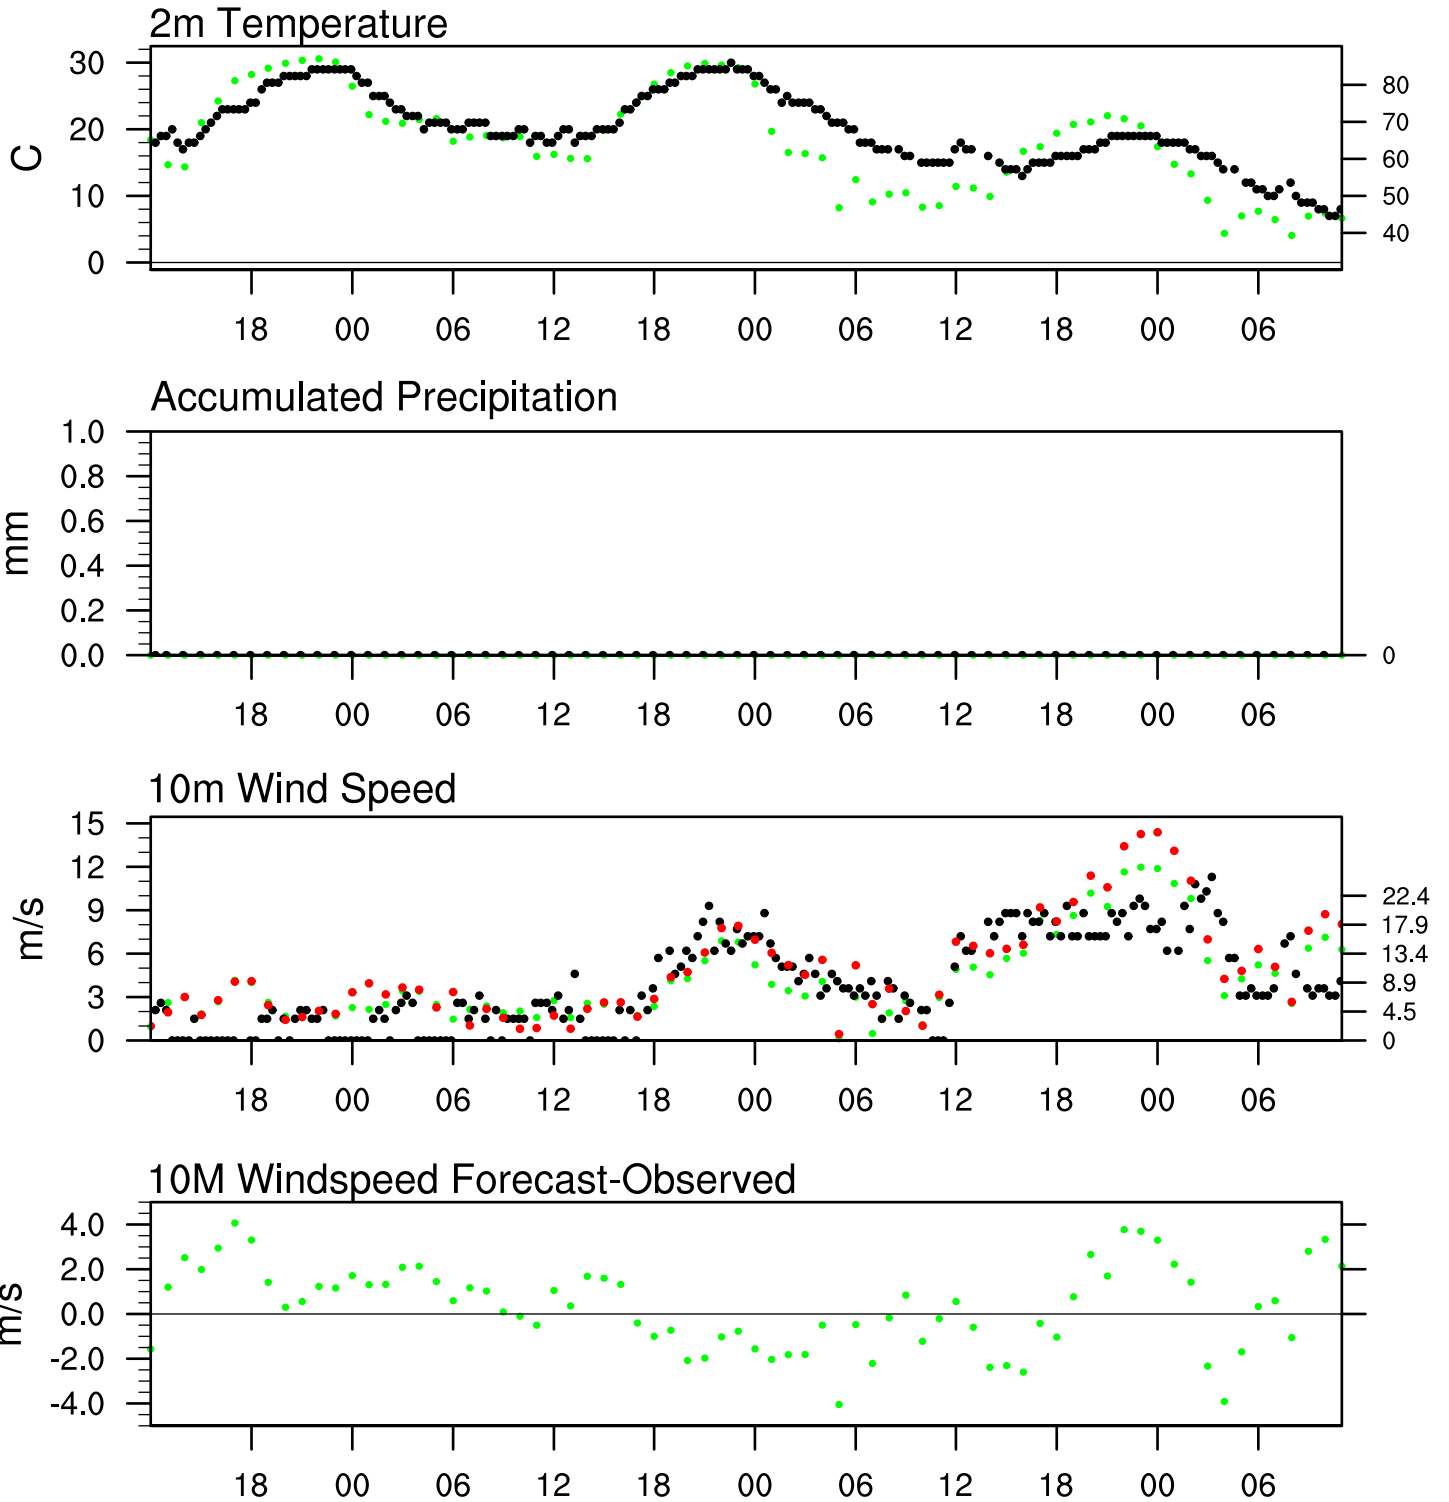 2m Temperature
30
20
10
0
C
80
70
60
50
40
18 00 06 12 18 00 06 12 18 00 06
Accumulated Precipitation
1.0
0.8
0.6
0.4
0.2
0.0
mm
0
18 00 06 12 18 00 06 12 18 00 06
10m Wind Speed
15
12
9
6
3
0
m/s
22.4
17.9
13.4
8.9
4.5
0
18 00 06 12 18 00 06 12 18 00 06
10M Windspeed Forecast-Observed
4.0
2.0
0.0
-2.0
-4.0
m/s
18 00 06 12 18 00 06 12 18 00 06